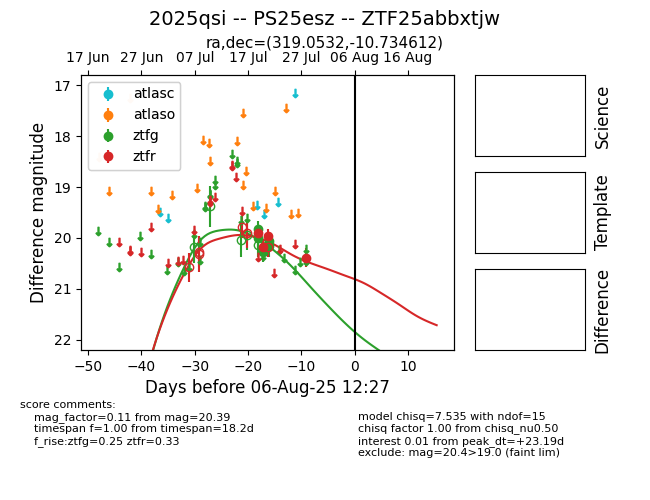 2025qsi -- PS25esz -- ZTF25abbxtjw
ra,dec=(319.0532,-10.734612)
17 Jun 27 Jun 07 Jul 17 Jul 27 Jul 06 Aug 16 Aug
atlasc
atlaso
ztfg
ztfr
Difference magnitude
17
18
19
20
21
22
−50 −40 −30 −20 −10 0 10
Days before 06-Aug-25 12:27
Science
Template
Difference
score comments:
mag_factor=0.11 from mag=20.39
timespan f=1.00 from timespan=18.2d
f_rise:ztfg=0.25 ztfr=0.33
model chisq=7.535 with ndof=15
chisq factor 1.00 from chisq_nu0.50
interest 0.01 from peak_dt=+23.19d
exclude: mag=20.4>19.0 (faint lim)